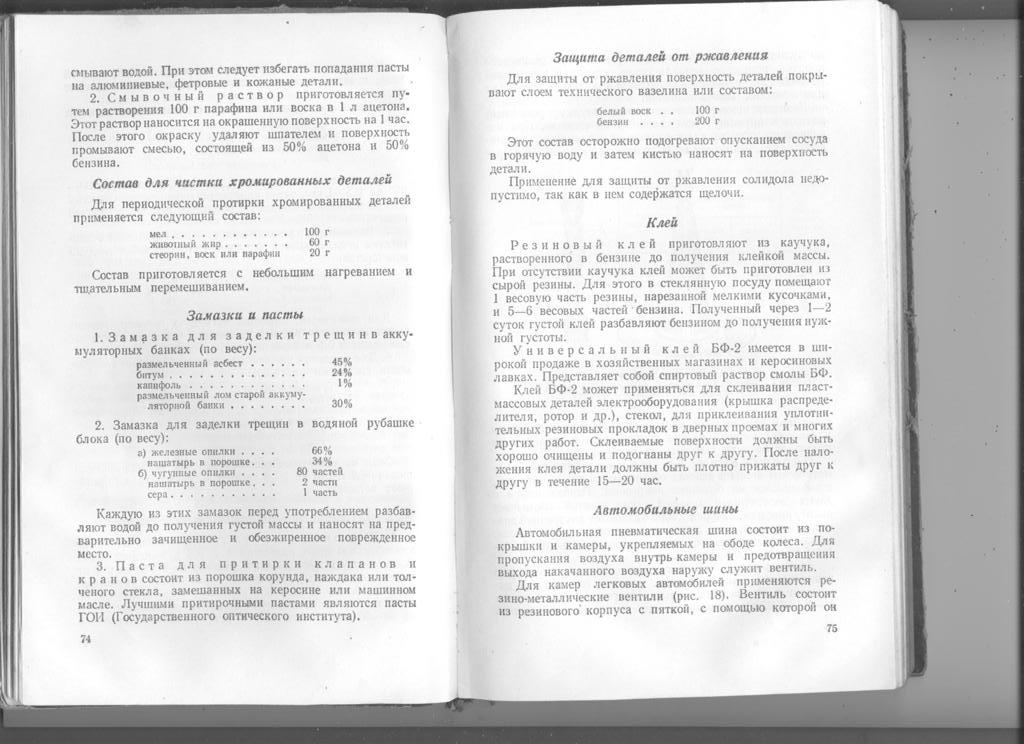 смывают водой. При этом следует избегать попадания пасты
на алюминиевые, фетровые и кожаные детали.
2. Смывочный раствор приготовляется пу-
тем растворения 100 г парафина или воска в 1 л ацетона.
Этот раствор наносится на окрашенную поверхность на 1 час.
После этого окраску удаляют шпателем и поверхность
промывают смесью, состоящей из 50% ацетона и 50%
бензина.
Состав для чистки хромированных деталей
Для периодической протирки хромированных деталей
применяется следующий состав:
мел . . . . . . . . . . . . 100 г
животный жир . . . . . . . 60 г
стеорин, воск или парафин 20 г
Состав приготовляется с небольшим нагреванием и
тщательным перемешиванием.
Замазки и пасты
1. Замазка для заделки трещин в акку-
муляторных банках (по весу):
размельченный асбест . . . . . . 45%
битум . . . . . . . . . . . . . . 24%
канифоль . . . . . . . . . . . . 1%
размельченный лом старой аккуму-
ляторной банки . . . . . . . . 30%
2. Замазка для заделки трещин в водяной рубашке
блока (по весу):
а) железные опилки . . . . 66%
нашатырь в порошке . . . 34%
б) чугунные опилки . . . . 80 частей
нашатырь в порошке . . . 2 части
сера . . . . . . . . . . . 1 часть
Каждую из этих замазок перед употреблением разбав-
ляют водой до получения густой массы и наносят на пред-
варительно зачищенное и обезжиренное поврежденное
место.
3. Паста для притирки клапанов и
кранов состоит из порошка корунда, наждака или тол-
ченого стекла, замешанных на керосине или машинном
масле. Лучшими притирочными пастами являются пасты
ГОИ (Государственного оптического института).
74
Защита деталей от ржавления
Для защиты от ржавления поверхность деталей покры-
вают слоем технического вазелина или составом:
белый воск . . 100 г
бензин . . . . 200 г
Этот состав осторожно подогревают опусканием сосуда
в горячую воду и затем кистью наносят на поверхность
детали.
Применение для защиты от ржавления солидола недо-
пустимо, так как в нем содержатся щелочи.
Клей
Резиновый клей приготовляют из каучука,
растворенного в бензине до получения клейкой массы.
При отсутствии каучука клей может быть приготовлен из
сырой резины. Для этого в стеклянную посуду помещают
1 весовую часть резины, нарезанной мелкими кусочками,
и 5—6 весовых частей бензина. Полученный через 1—2
суток густой клей разбавляют бензином до получения нуж-
ной густоты.
Универсальный клей БФ-2 имеется в ши-
рокой продаже в хозяйственных магазинах и керосиновых
лавках. Представляет собой спиртовый раствор смолы БФ.
Клей БФ-2 может применяться для склеивания пласт-
массовых деталей электрооборудования (крышка распреде-
лителя, ротор и др.), стекол, для приклеивания уплотни-
тельных резиновых прокладок в дверных проемах и многих
других работ. Склеиваемые поверхности должны быть
хорошо очищены и подогнаны друг к другу. После нало-
жения клея детали должны быть плотно прижаты друг к
другу в течение 15—20 час.
Автомобильные шины
Автомобильная пневматическая шина состоит из по-
крышки и камеры, укрепляемых на ободе колеса. Для
пропускания воздуха внутрь камеры и предотвращения
выхода накачанного воздуха наружу служит вентиль.
Для камер легковых автомобилей применяются ре-
зино-металлические вентили (рис. 18). Вентиль состоит
из резинового корпуса с пяткой, с помощью которой он
75